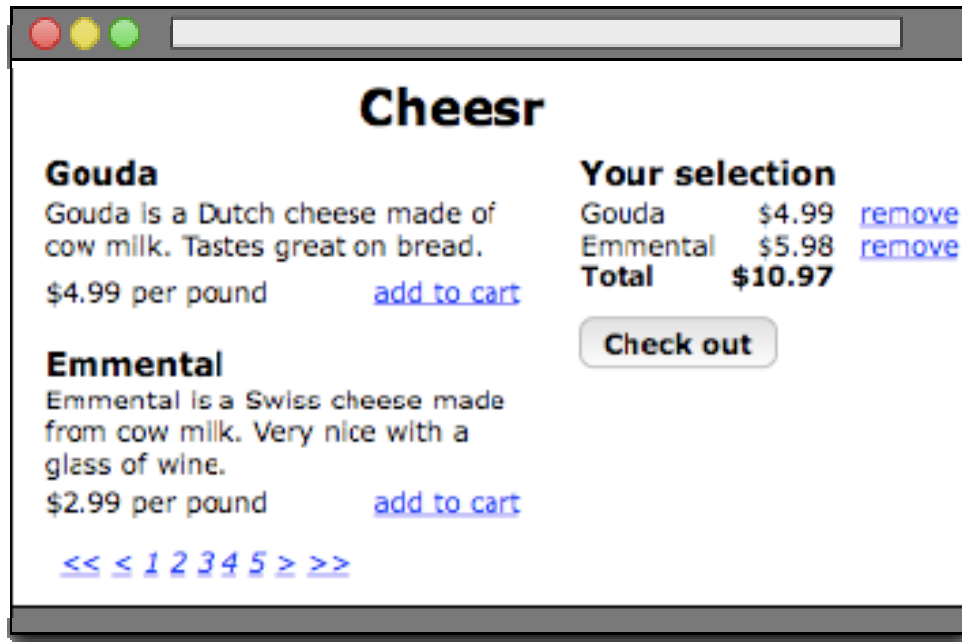 Cheesr
Gouda
Gouda is a Dutch cheese made of
cow milk. Tastes great on bread.
$4.99 per pound add to cart
Emmental
Emmental is a Swiss cheese made
from cow milk. Very nice with a
glass of wine.
$2.99 per pound add to cart
<< < 1 2 3 4 5 > >>
Your selection
Gouda $4.99 remove
Emmental $5.98 remove
Total $10.97
Check out